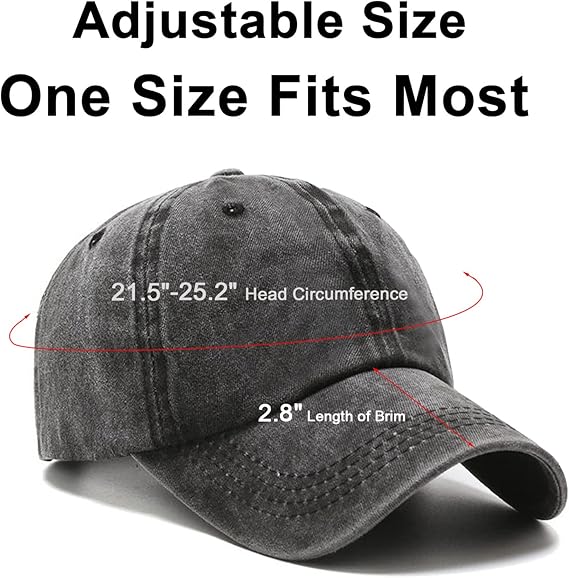 Adjustable Size
One Size Fits Most
21.5"-25.2" Head Circumference
2.8" Length of Brim